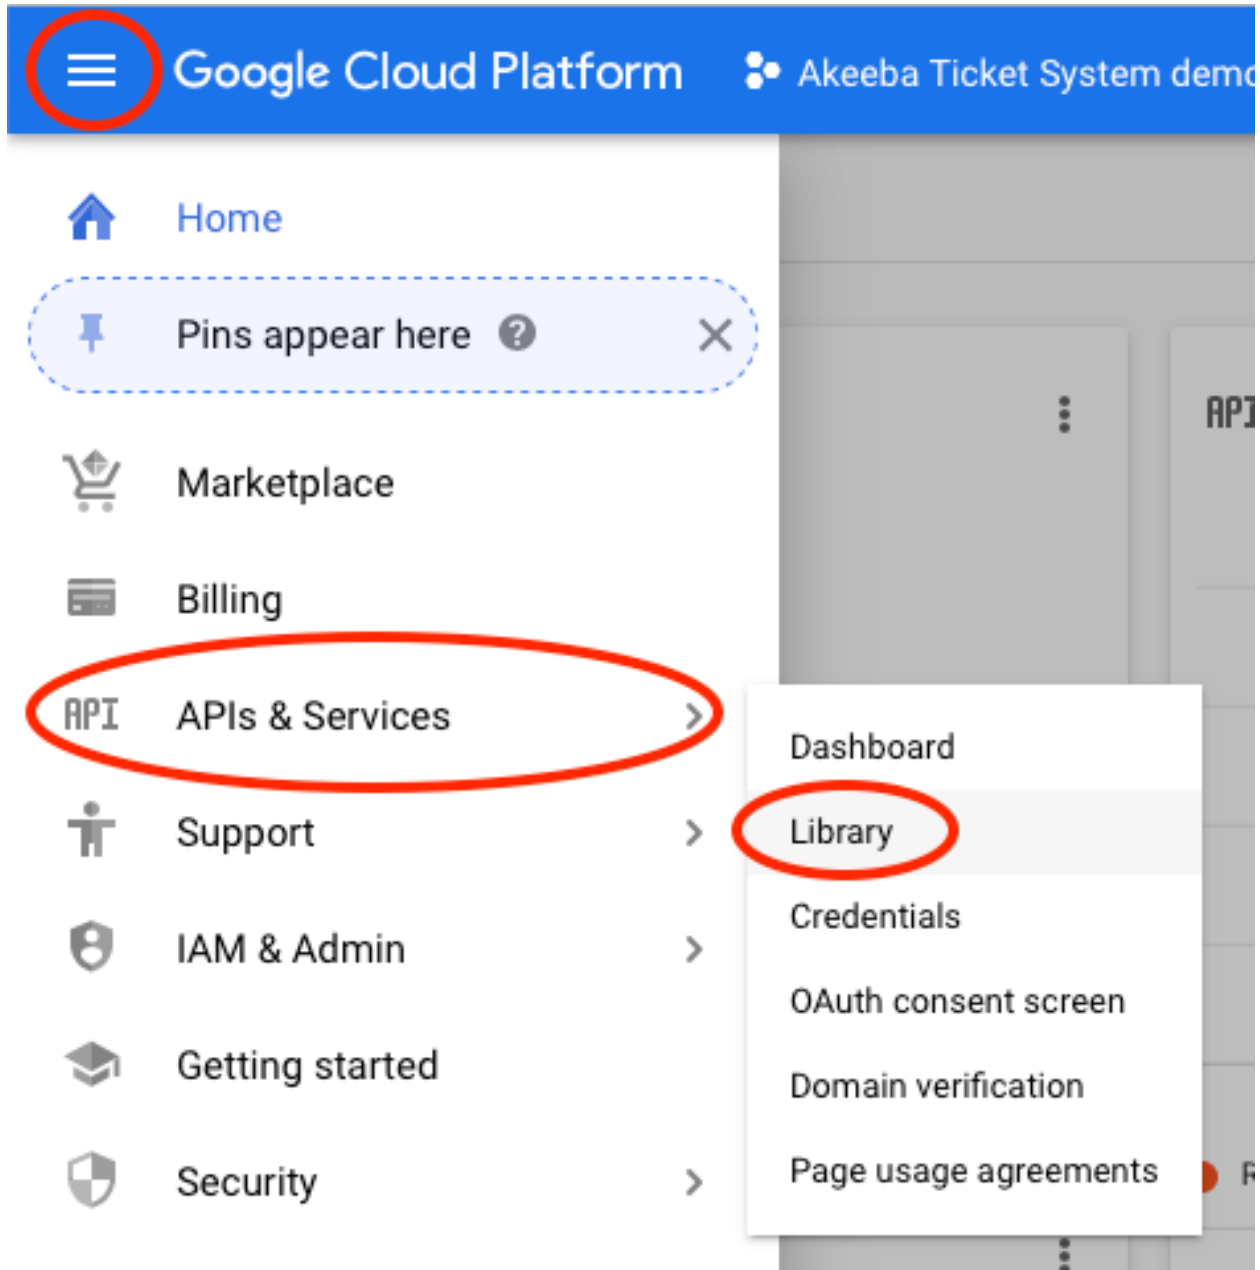 Google Cloud Platform
Akeeba Ticket System demo
Home
Pins appear here
Marketplace
Billing
API APIs & Services
Support
IAM & Admin
Getting started
Security
Dashboard
Library
Credentials
OAuth consent screen
Domain verification
Page usage agreements
API
R